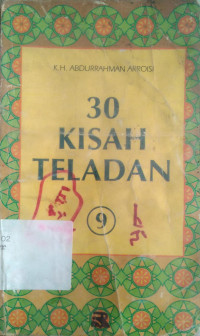 K.H. ABDURRAHMAN ARROISI
30
KISAH
TELADAN
9